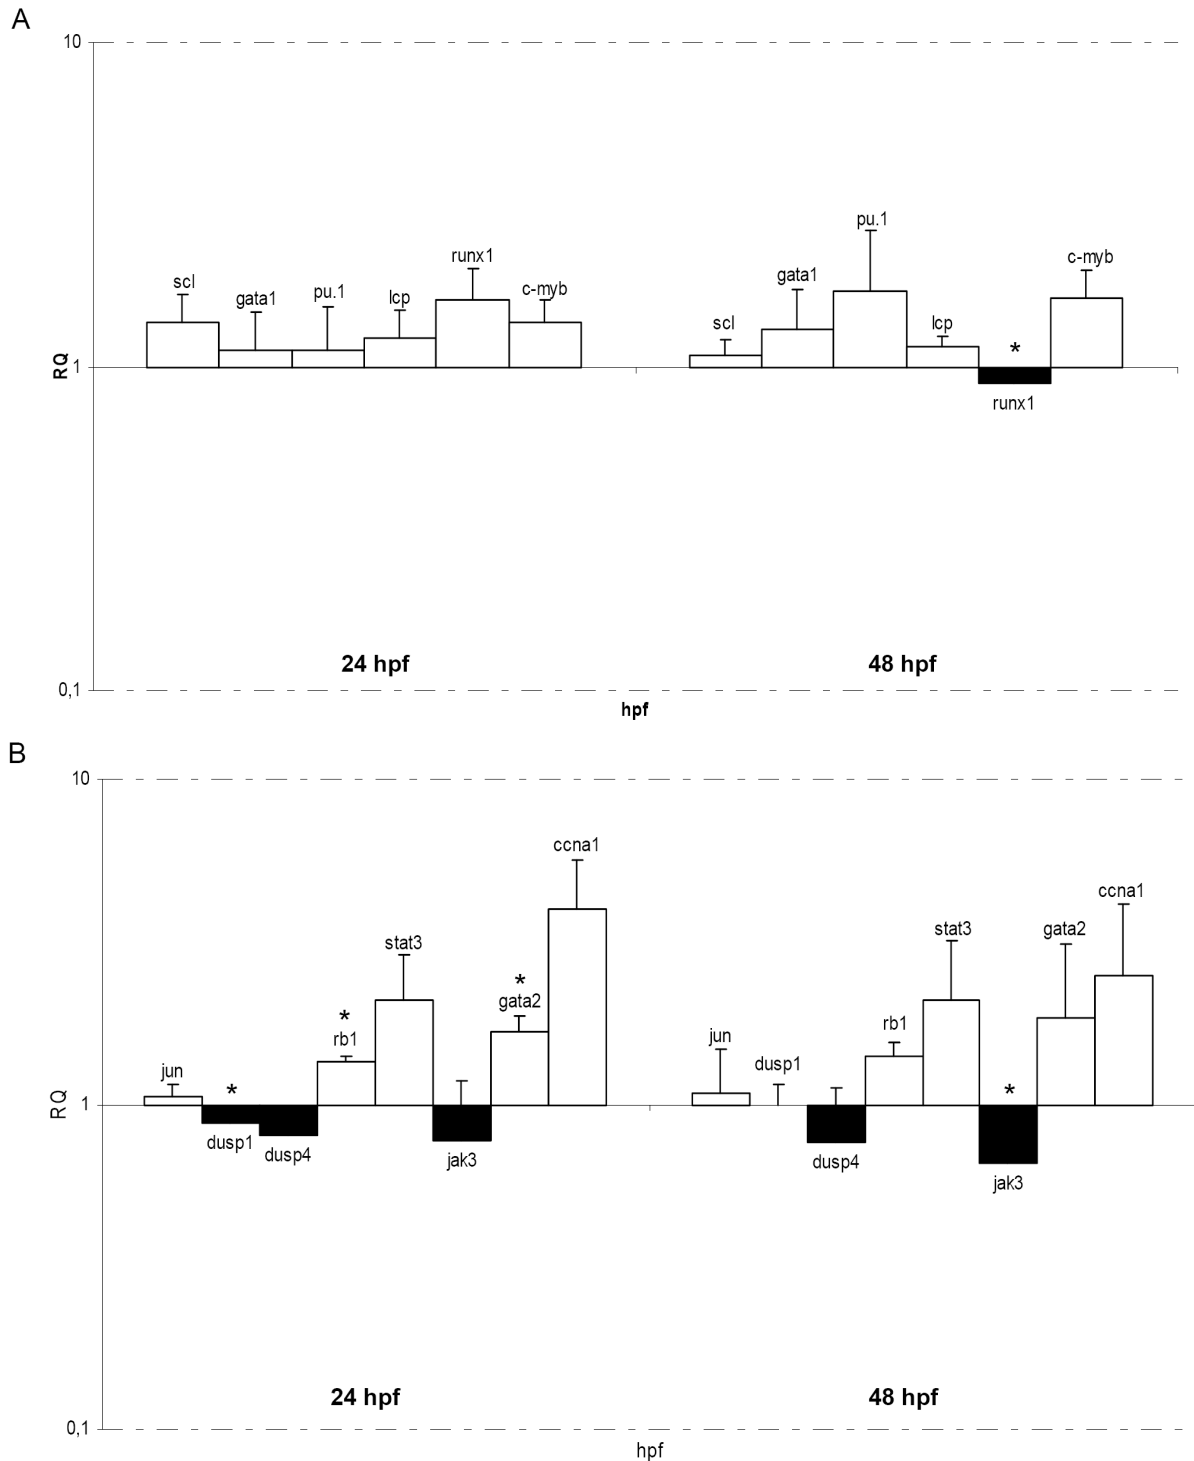 A
10
pu.1
runx1
c-myb
scl
gata1
pu.1
lcp
c-myb
gata1
scl
lcp
*
RQ
1
runx1
24 hpf
48 hpf
0,1
hpf
B
10
ccna1
ccna1
stat3
stat3
gata2
*
gata2
*
rb1
rb1
jun
dusp1
jun
*
*
RQ
1
dusp1
dusp4
jak3
dusp4
jak3
24 hpf
48 hpf
0,1
hpf